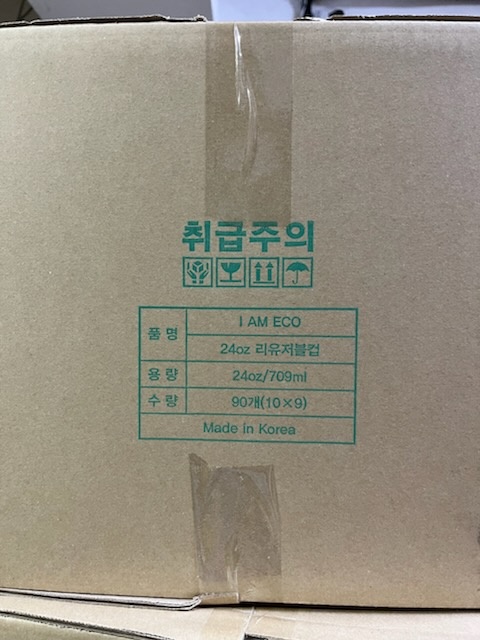 취급주의
품 명
I AM ECO
24oz 리유저블컵
용 량
24oz/709ml
수 량
90개(10×9)
Made in Korea